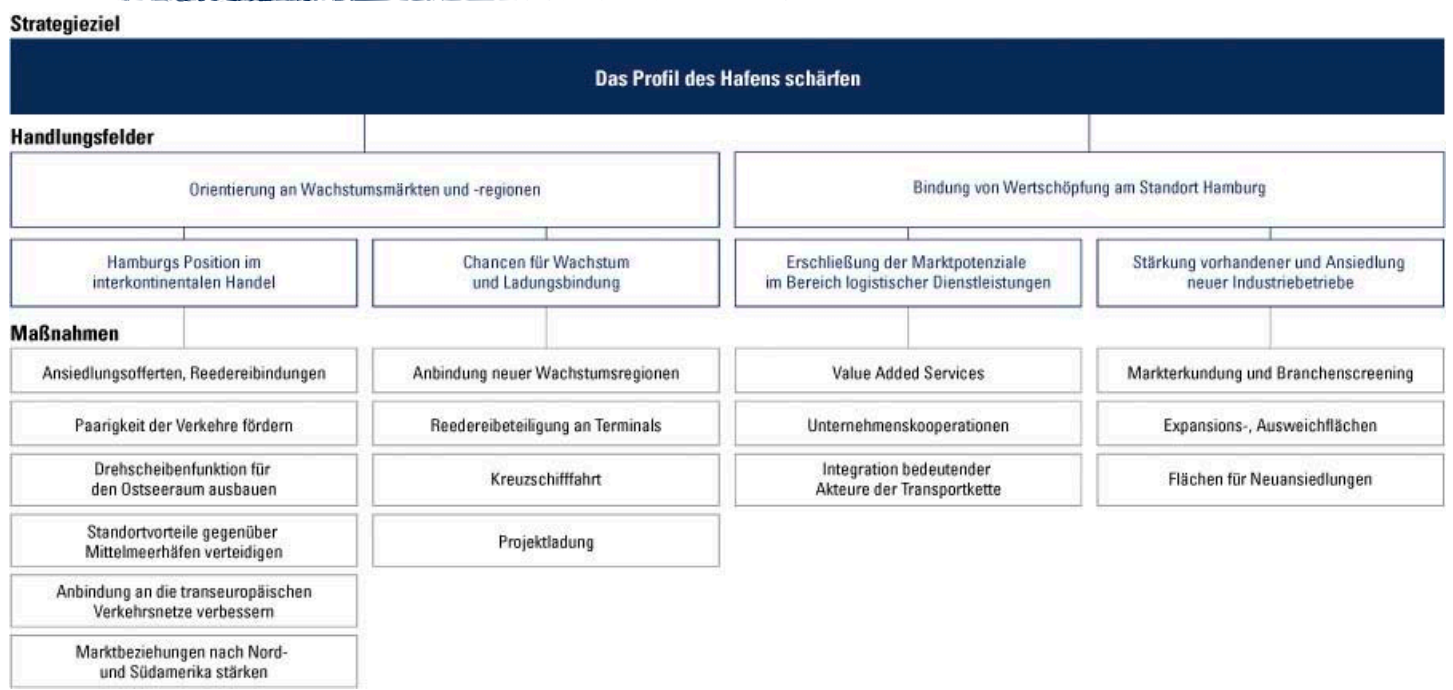 Strategieziel
Das Profil des Hafens schärfen
Handlungsfelder
Orientierung an Wachstumsmärkten und -regionen
Bindung von Wertschöpfung am Standort Hamburg
Hamburgs Position im
interkontinentalen Handel
Chancen für Wachstum
und Ladungsbindung
Erschließung der Marktpotenziale
im Bereich logistischer Dienstleistungen
Stärkung vorhandener und Ansiedlung
neuer Industriebetriebe
Maßnahmen
Ansiedlungsofferten, Reedereibindungen
Paarigkeit der Verkehre fördern
Drehscheibenfunktion für
den Ostseeraum ausbauen
Standortvorteile gegenüber
Mittelmeerhäfen verteidigen
Anbindung an die transeuropäischen
Verkehrsnetze verbessern
Marktbeziehungen nach Nord-
und Südamerika stärken
Anbindung neuer Wachstumsregionen
Reedereibeteiligung an Terminals
Kreuzschifffahrt
Projektladung
Value Added Services
Unternehmenskooperationen
Integration bedeutender
Akteure der Transportkette
Markterkundung und Branchenscreening
Expansions-, Ausweichflächen
Flächen für Neuansiedlungen